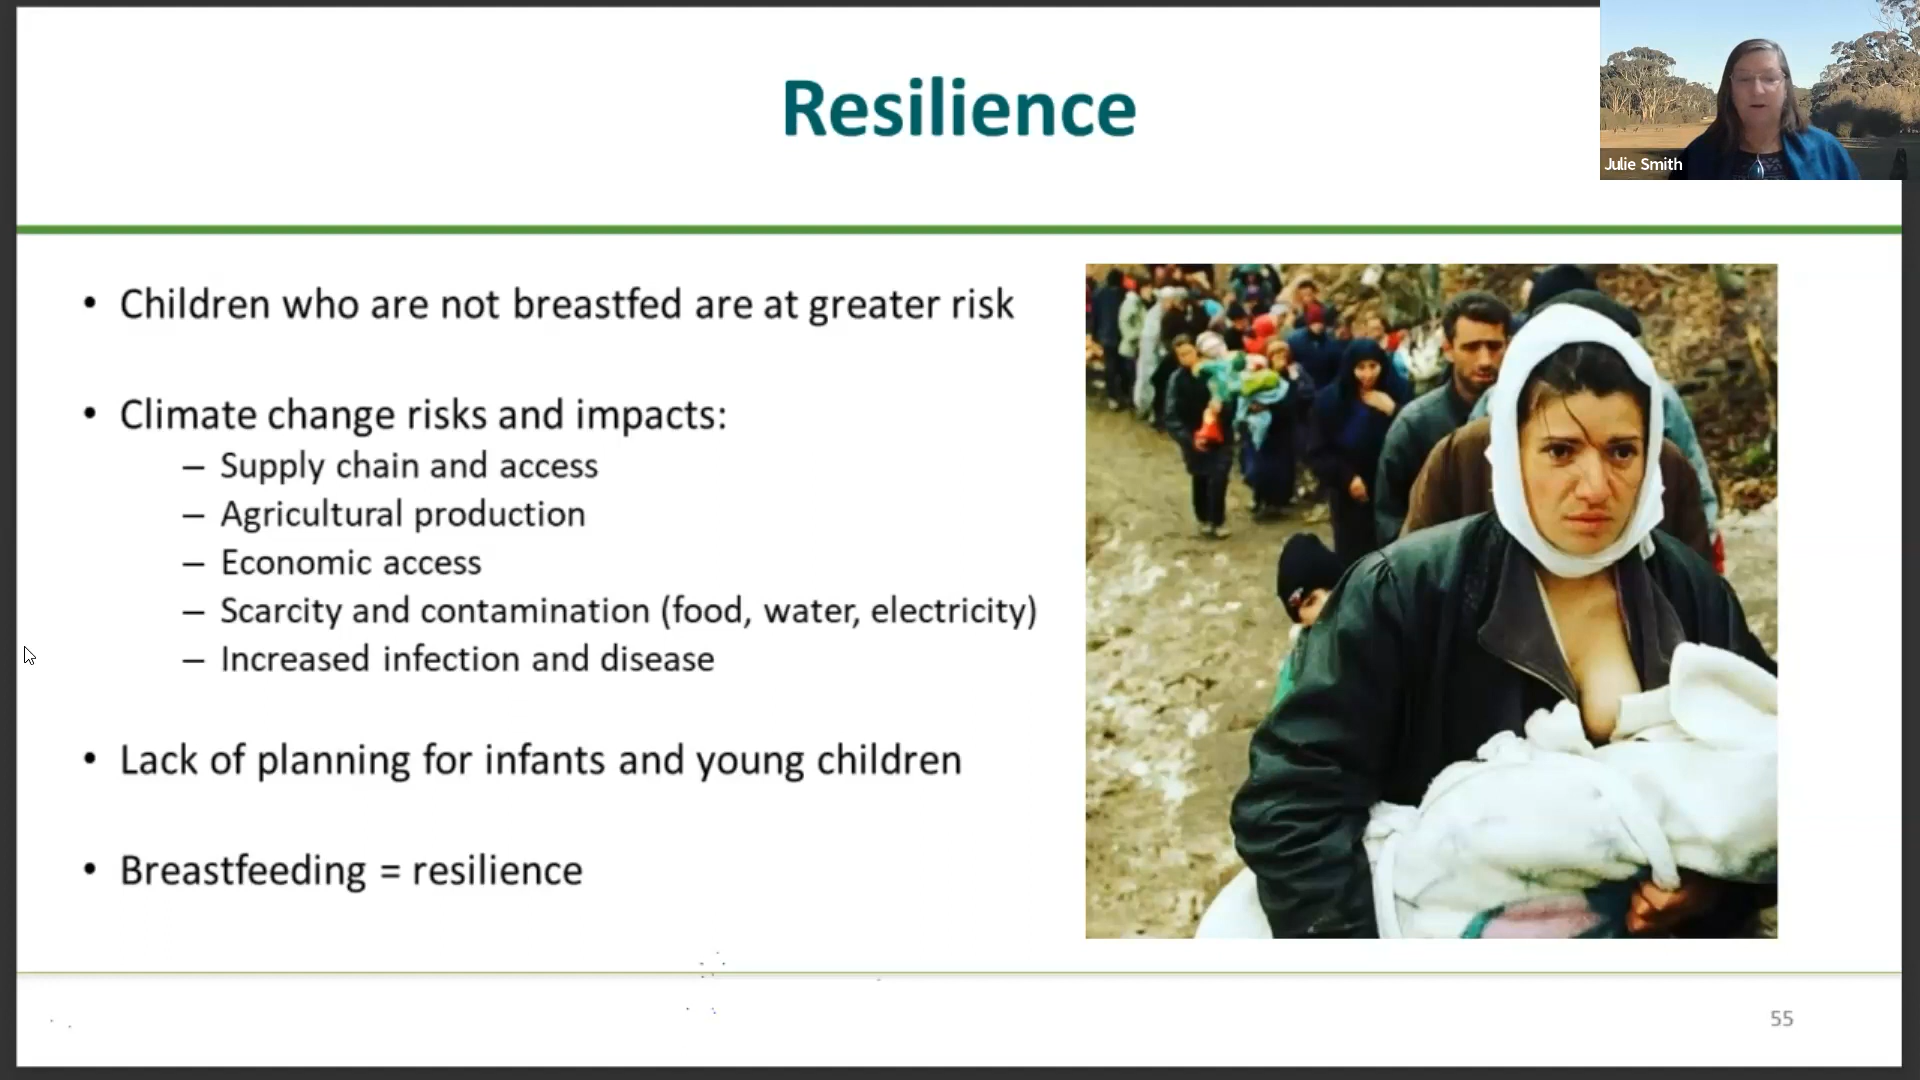 Resilience
Julie Smith
• Children who are not breastfed are at greater risk
• Climate change risks and impacts:
– Supply chain and access
– Agricultural production
– Economic access
– Scarcity and contamination (food, water, electricity)
– Increased infection and disease
• Lack of planning for infants and young children
• Breastfeeding = resilience
55